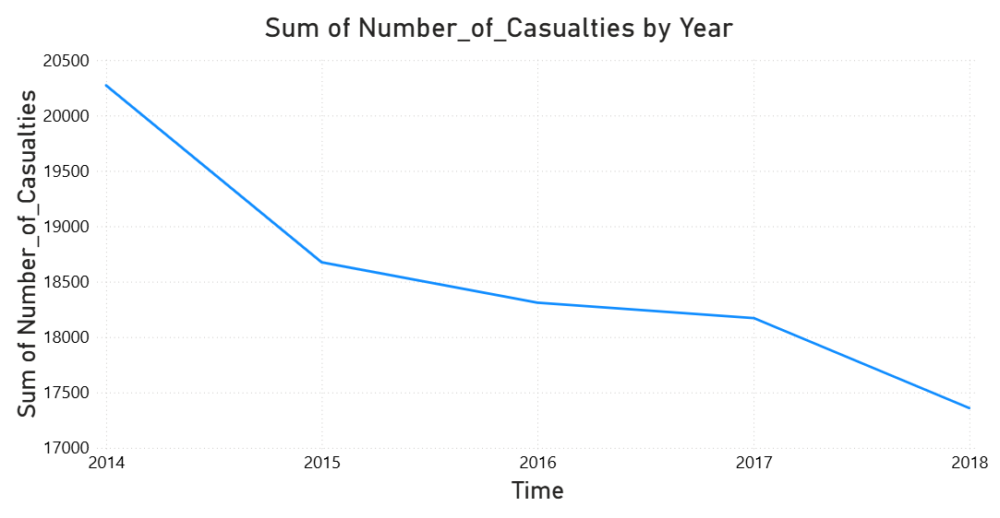 Sum of Number_of_Casualties by Year
Sum of Number_of_Casualties
20500
20000
19500
19000
18500
18000
17500
17000
2014 2015 2016 2017 2018
Time